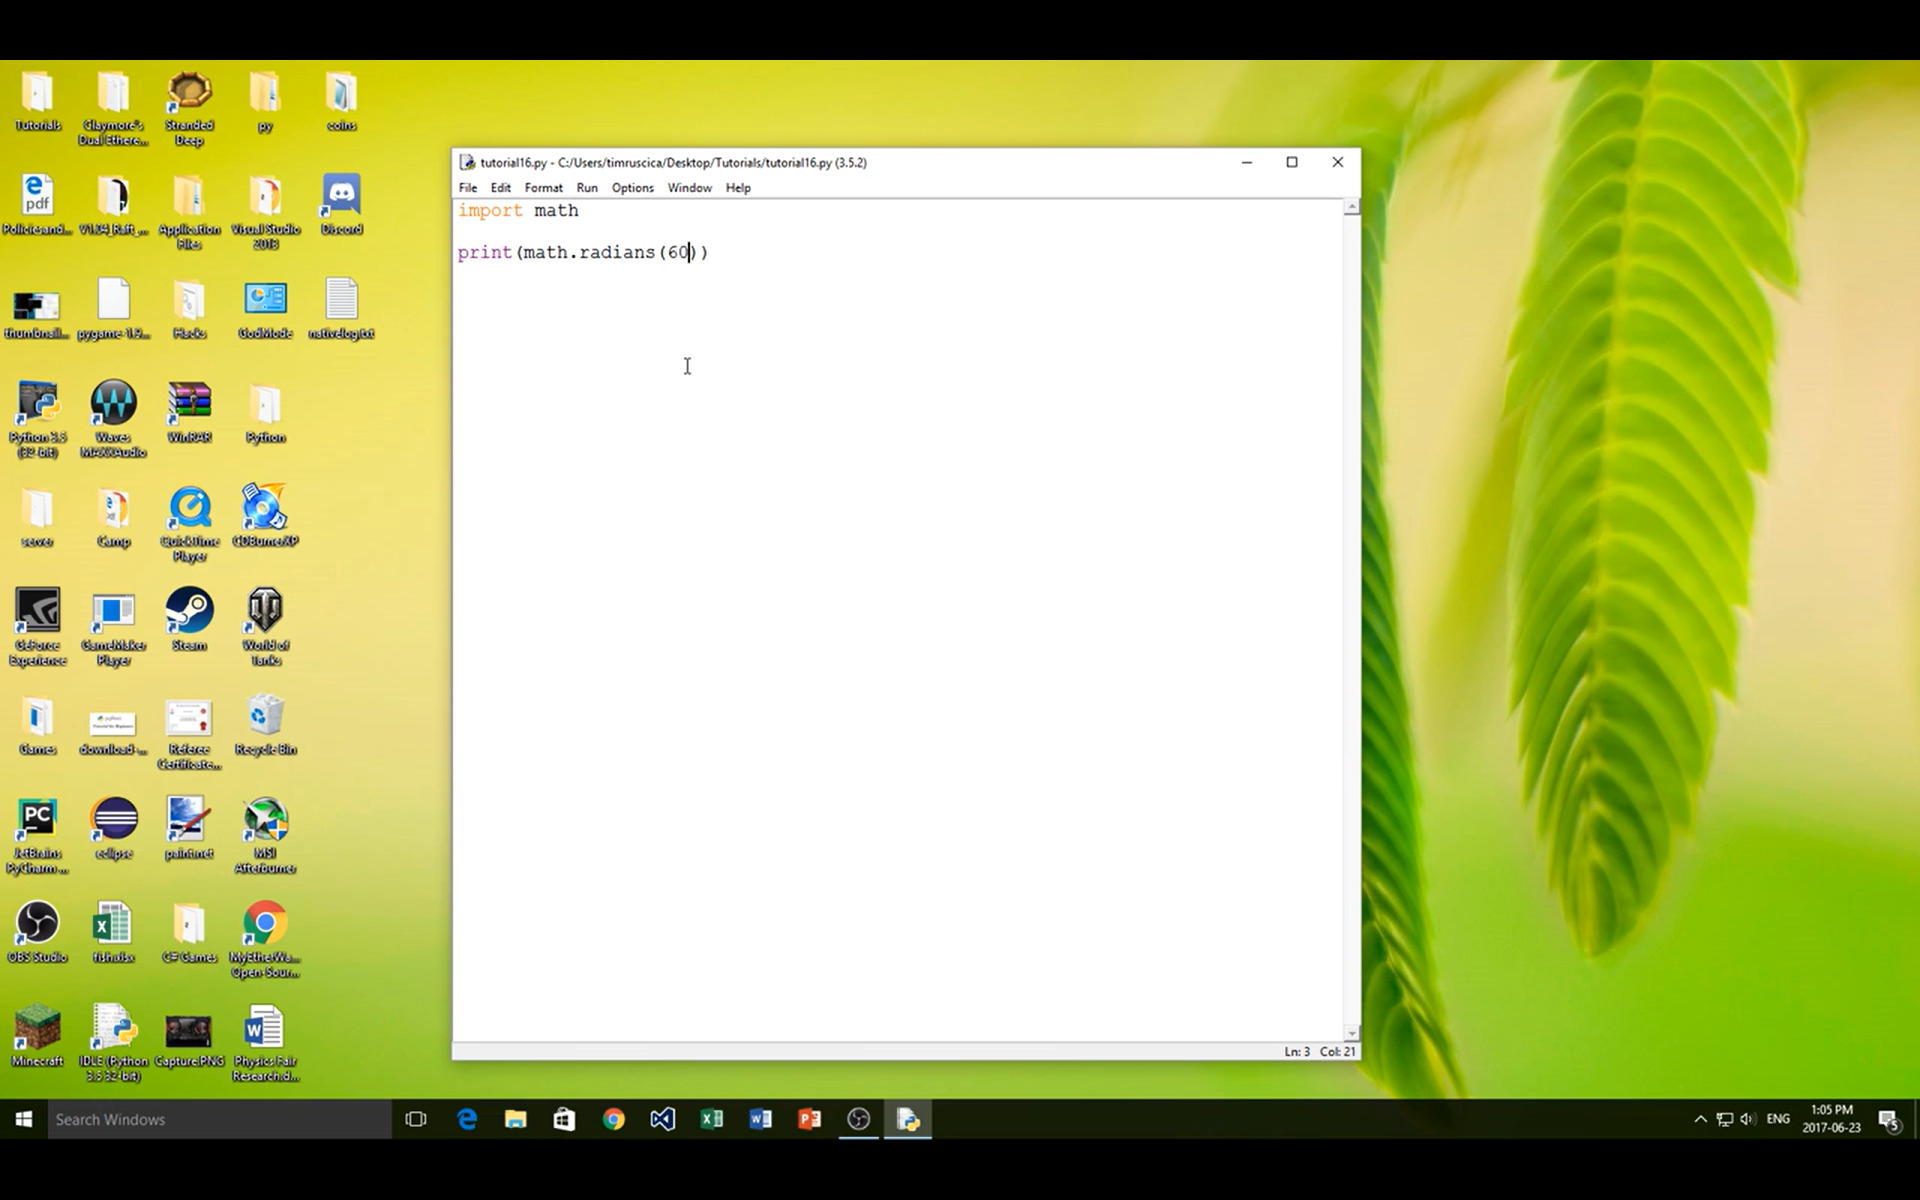 Tutorials
Claymore's
Dual Ethere...
Stranded
Deep
py
coins
Policiesand...
V1.04_Raft_...
Application
Files
Visual Studio
2013
Discord
thumbnail...
pygame-1.9...
Hacks
GodMode
nativelog.txt
Python 3.5
(32-bit)
Waves
MAXXAudio
WinRAR
Python
server
Camp
QuickTime
Player
CDBurnerXP
GeForce
Experience
GameMaker
Player
Steam
World of
Tanks
Games
download-...
Referee
Certificate...
Recycle Bin
JetBrains
PyCharm ...
eclipse
paint.net
MSI
Afterburner
OBS Studio
fish.xlsx
C# Games
MyEtherWa...
Open-Sour...
Minecraft
IDLE (Python
3.5 32-bit)
Capture.PNG
Physics Fair
Research.d...
tutorial16.py - C:/Users/timruscica/Desktop/Tutorials/tutorial16.py (3.5.2)
File Edit Format Run Options Window Help
import math
print(math.radians(60))
Ln: 3 Col: 21
Search Windows
ENG
1:05 PM
2017-06-23
5